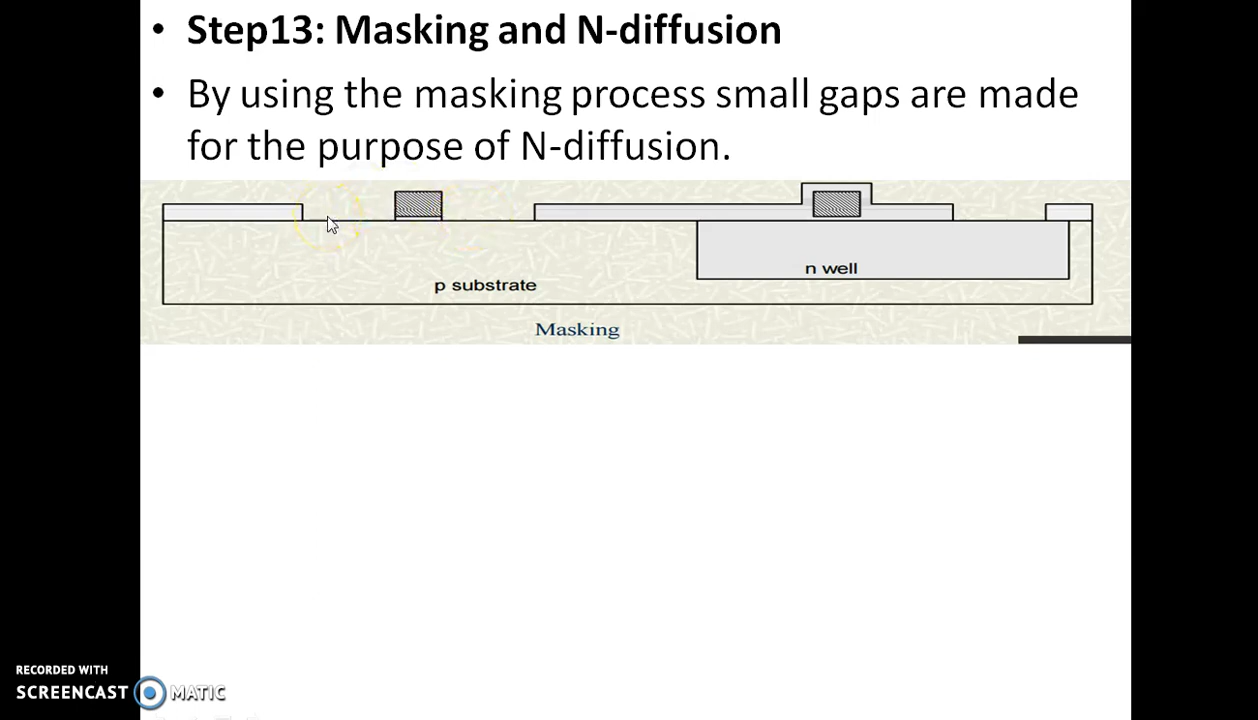 • Step13: Masking and N-diffusion
• By using the masking process small gaps are made
for the purpose of N-diffusion.
n well
p substrate
Masking
RECORDED WITH
SCREENCAST MATIC